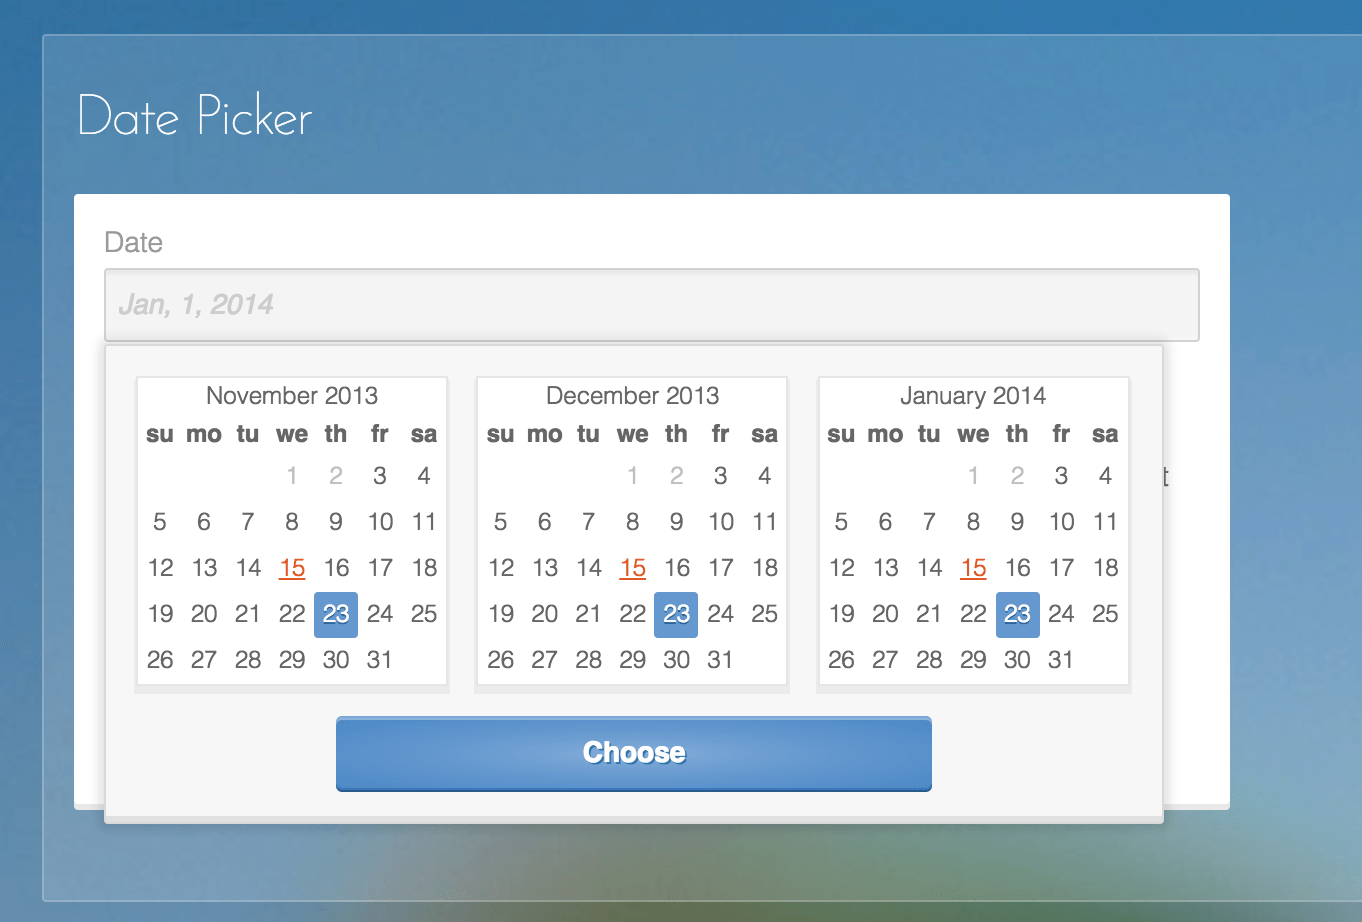 Date Picker
Date
Jan, 1, 2014
November 2013
su mo tu we th fr sa
1 2 3 4
5 6 7 8 9 10 11
12 13 14 15 16 17 18
19 20 21 22 23 24 25
26 27 28 29 30 31
December 2013
su mo tu we th fr sa
1 2 3 4
5 6 7 8 9 10 11
12 13 14 15 16 17 18
19 20 21 22 23 24 25
26 27 28 29 30 31
January 2014
su mo tu we th fr sa
1 2 3 4
5 6 7 8 9 10 11
12 13 14 15 16 17 18
19 20 21 22 23 24 25
26 27 28 29 30 31
Choose